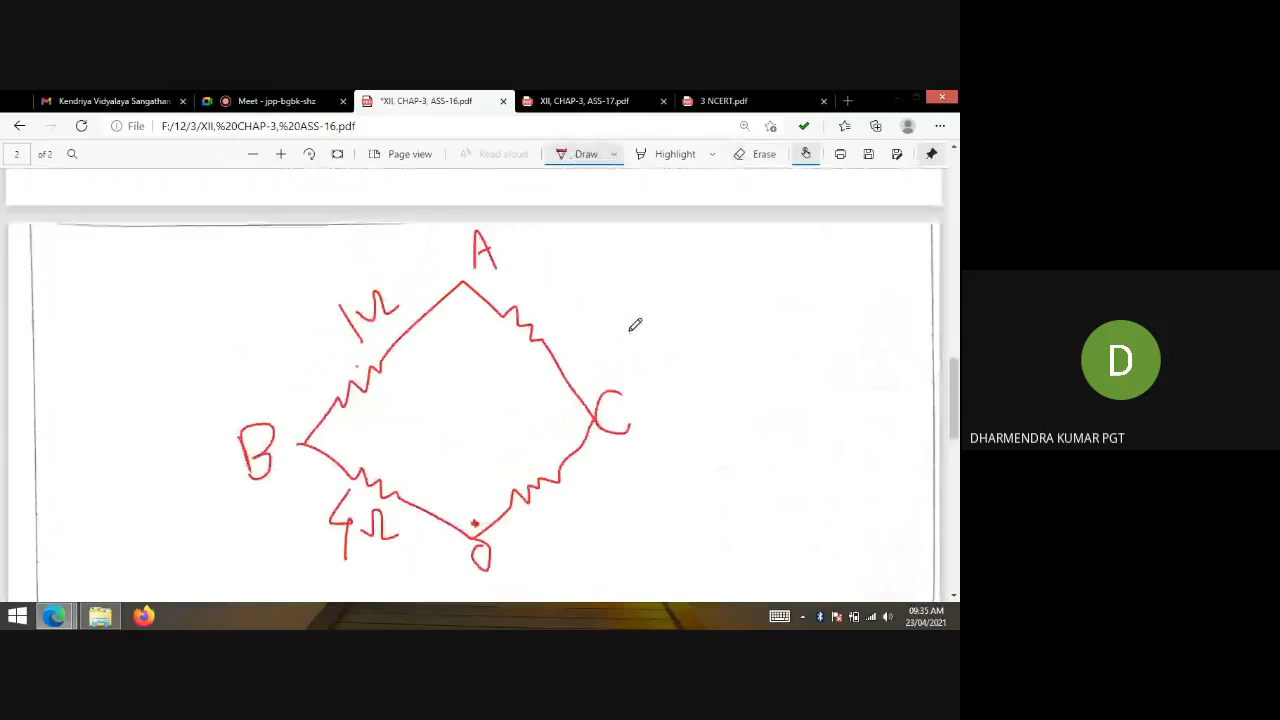 Kendriya Vidyalaya Sangathan
Meet - jpp-bgbk-shz
*XII, CHAP-3, ASS-16.pdf
XII, CHAP-3, ASS-17.pdf
3 NCERT.pdf
File
F:/12/3/XII,%20CHAP-3,%20ASS-16.pdf
2 of 2
Page view
Read aloud
Draw
Highlight
Erase
A
1Ω
C
B
4Ω
D
DHARMENDRA KUMAR PGT
09:35 AM
23/04/2021